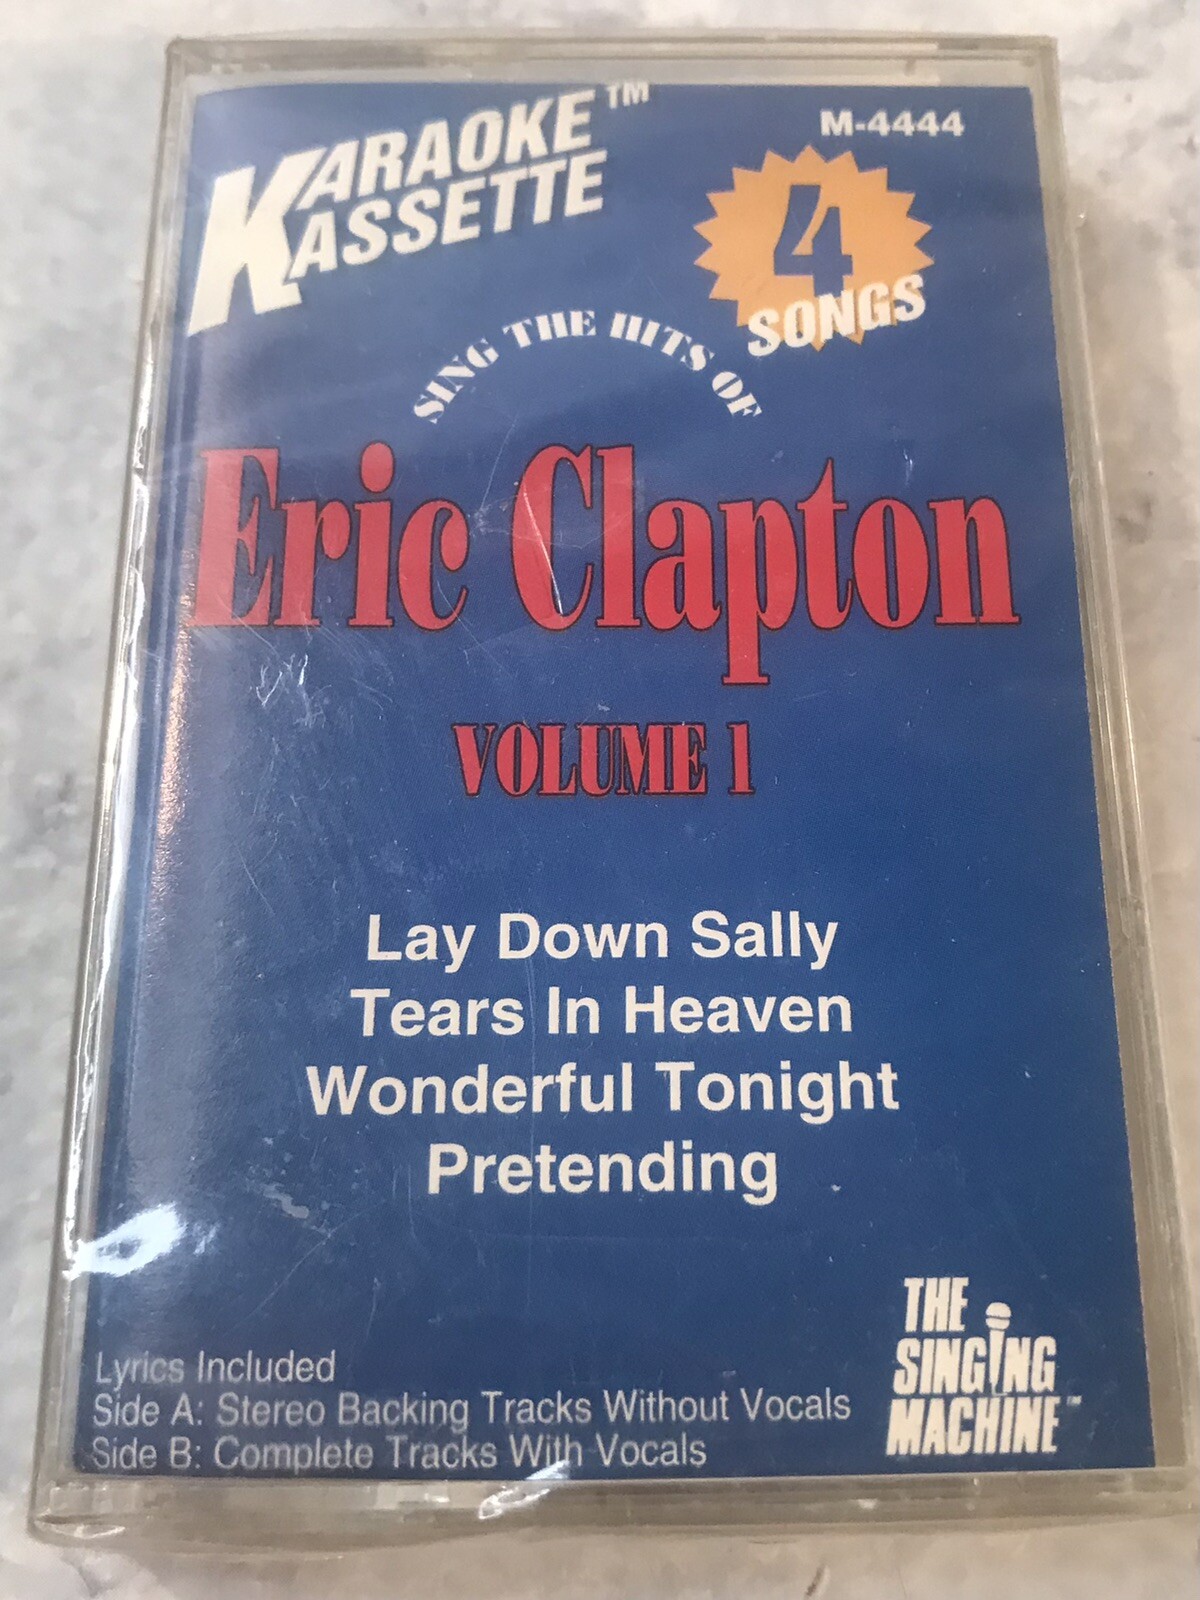 KARAOKE™
KASSETTE
M-4444
4
SONGS
SING THE HITS OF
Eric Clapton
VOLUME 1
Lay Down Sally
Tears In Heaven
Wonderful Tonight
Pretending
Lyrics Included
Side A: Stereo Backing Tracks Without Vocals
Side B: Complete Tracks With Vocals
THE
SINGING
MACHINE™